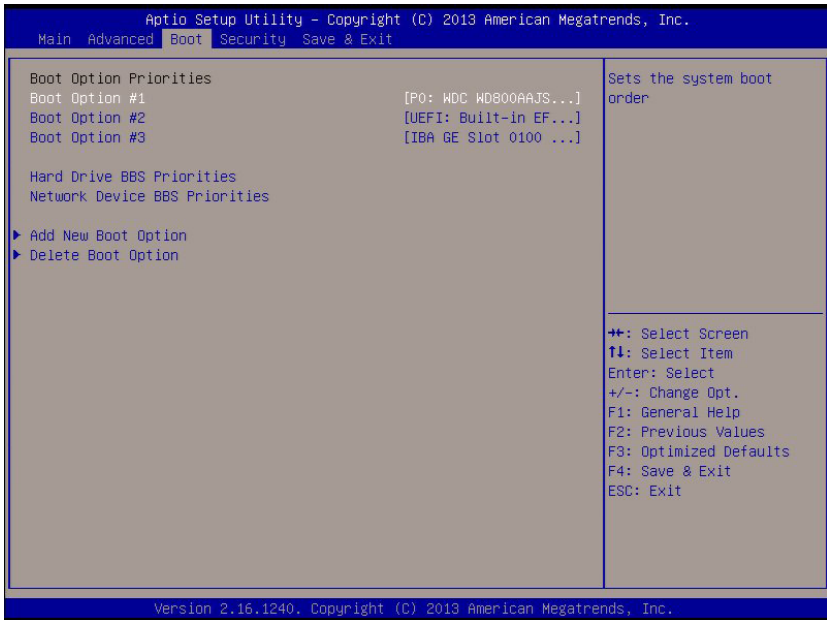 Aptio Setup Utility – Copyright (C) 2013 American Megatrends, Inc.
Main Advanced Boot Security Save & Exit
Boot Option Priorities
Boot Option #1 [P0: WDC WD800AAJS...]
Boot Option #2 [UEFI: Built-in EF...]
Boot Option #3 [IBA GE Slot 0100 ...]
Hard Drive BBS Priorities
Network Device BBS Priorities
▶ Add New Boot Option
▶ Delete Boot Option
Sets the system boot
order
→←: Select Screen
↑↓: Select Item
Enter: Select
+/-: Change Opt.
F1: General Help
F2: Previous Values
F3: Optimized Defaults
F4: Save & Exit
ESC: Exit
Version 2.16.1240. Copyright (C) 2013 American Megatrends, Inc.